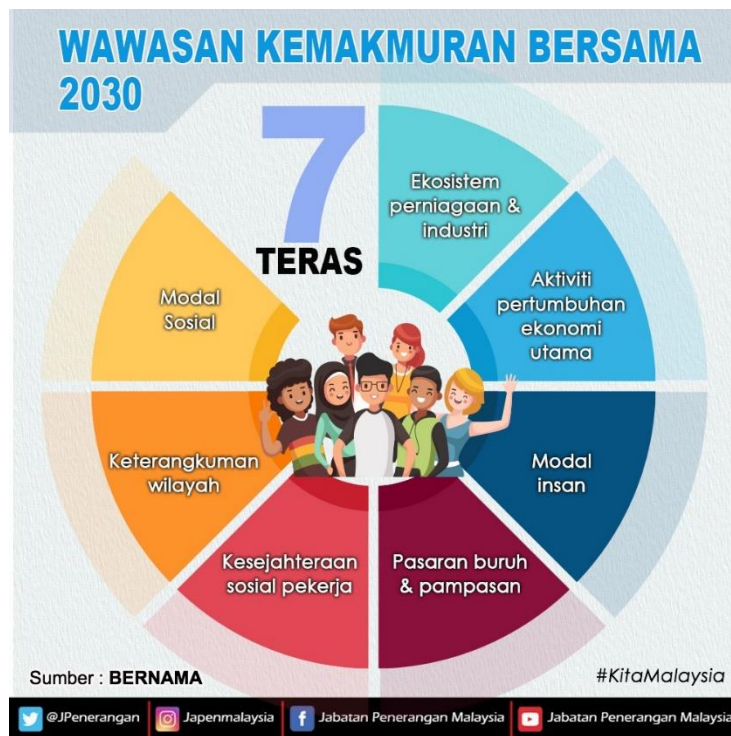 WAWASAN KEMAKMURAN BERSAMA
2030
7
TERAS
Ekosistem
perniagaan &
industri
Aktiviti
pertumbuhan
ekonomi
utama
Modal
insan
Pasaran buruh
& pampasan
Kesejahteraan
sosial pekerja
Keterangkuman
wilayah
Modal
Sosial
Sumber : BERNAMA
#KitaMalaysia
@JPenerangan
Japenmalaysia
Jabatan Penerangan Malaysia
Jabatan Penerangan Malaysia